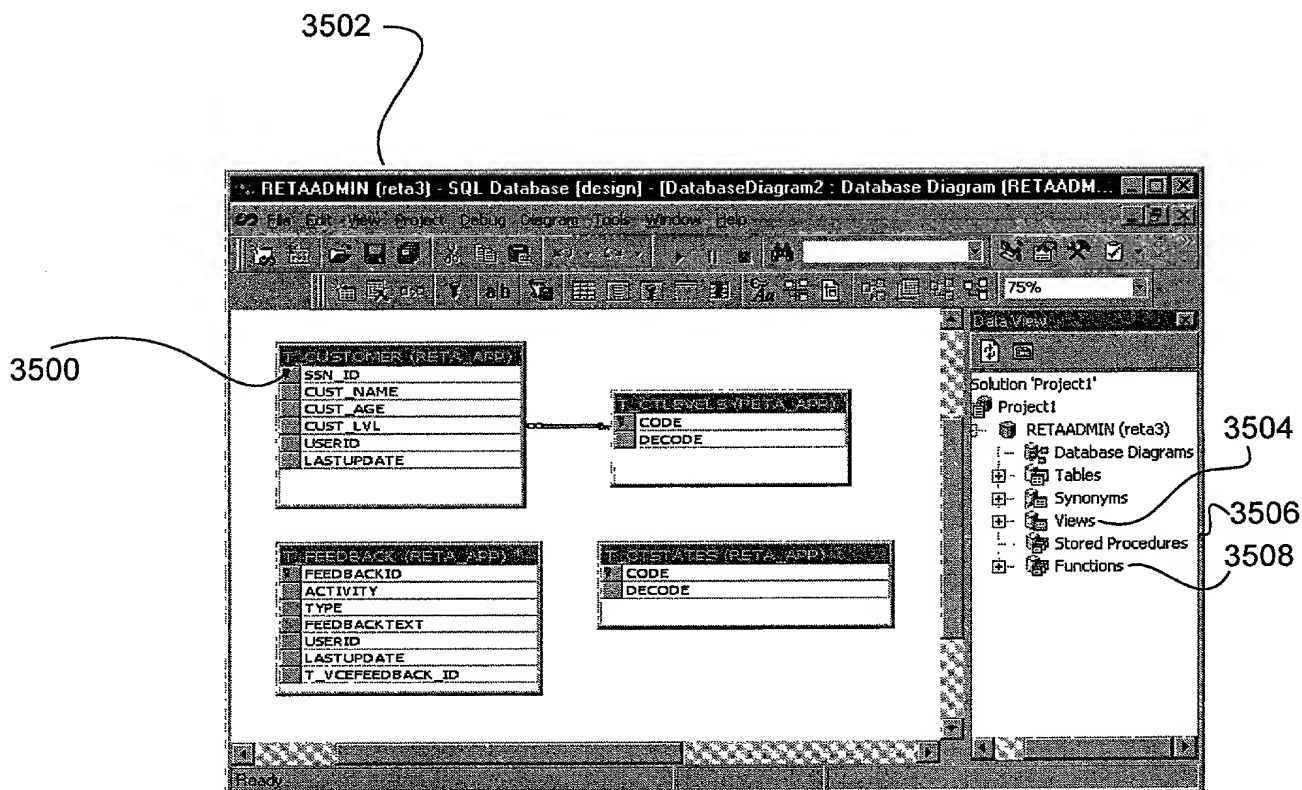 3502
RETAADMIN (reta3) - SQL Database [design] - [DatabaseDiagram2 : Database Diagram (RETAADM...
File Edit View Project Debug Diagram Tools Window Help
ab
75%
Data View
3500
T_CUSTOMER (RETA_APP)
SSN_ID
CUST_NAME
CUST_AGE
CUST_LVL
USERID
LASTUPDATE
CODE
DECODE
T_FEEDBACK (RETA_APP)
FEEDBACKID
ACTIVITY
TYPE
FEEDBACKTEXT
USERID
LASTUPDATE
T_VCEFEEDBACK_ID
T_CTSTATES (RETA_APP)
CODE
DECODE
Solution 'Project1'
Project1
RETAADMIN (reta3)
Database Diagrams
Tables
Synonyms
Views
Stored Procedures
Functions
3504
3506
3508
Ready